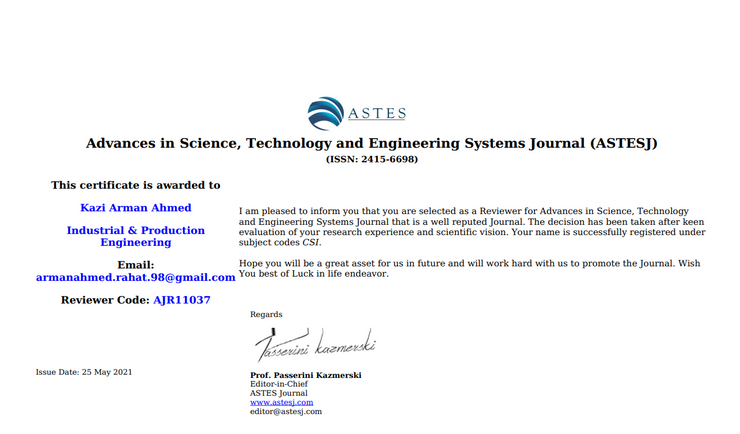 ASTES
Advances in Science, Technology and Engineering Systems Journal (ASTESJ)
(ISSN: 2415-6698)
This certificate is awarded to
Kazi Arman Ahmed
Industrial & Production
Engineering
Email:
armanahmed.rahat.98@gmail.com
Reviewer Code: AJR11037
I am pleased to inform you that you are selected as a Reviewer for Advances in Science, Technology
and Engineering Systems Journal that is a well reputed Journal. The decision has been taken after keen
evaluation of your research experience and scientific vision. Your name is successfully registered under
subject codes CSI.
Hope you will be a great asset for us in future and will work hard with us to promote the Journal. Wish
You best of Luck in life endeavor.
Regards
Passerini kazmerski
Issue Date: 25 May 2021
Prof. Passerini Kazmerski
Editor-in-Chief
ASTES Journal
www.astesj.com
editor@astesj.com